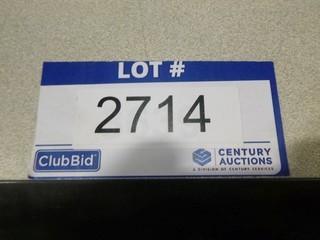 LOT #
2714
ClubBid
CENTURY
AUCTIONS
A DIVISION OF CENTURY SERVICES